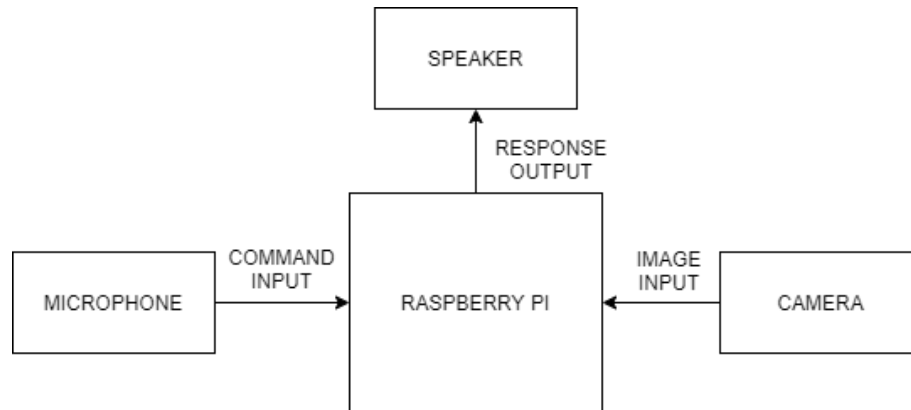 SPEAKER
RESPONSE
OUTPUT
COMMAND
INPUT
IMAGE
INPUT
MICROPHONE
RASPBERRY PI
CAMERA